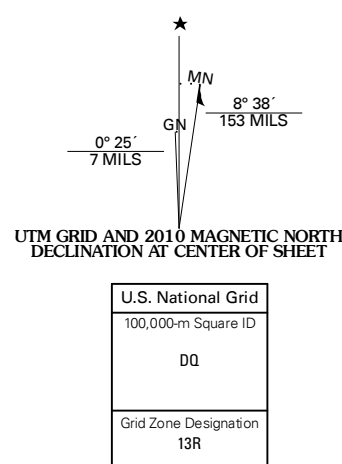 MN
8° 38´
153 MILS
GN
0° 25´
7 MILS
UTM GRID AND 2010 MAGNETIC NORTH
DECLINATION AT CENTER OF SHEET
U.S. National Grid
100,000-m Square ID
DQ
Grid Zone Designation
13R